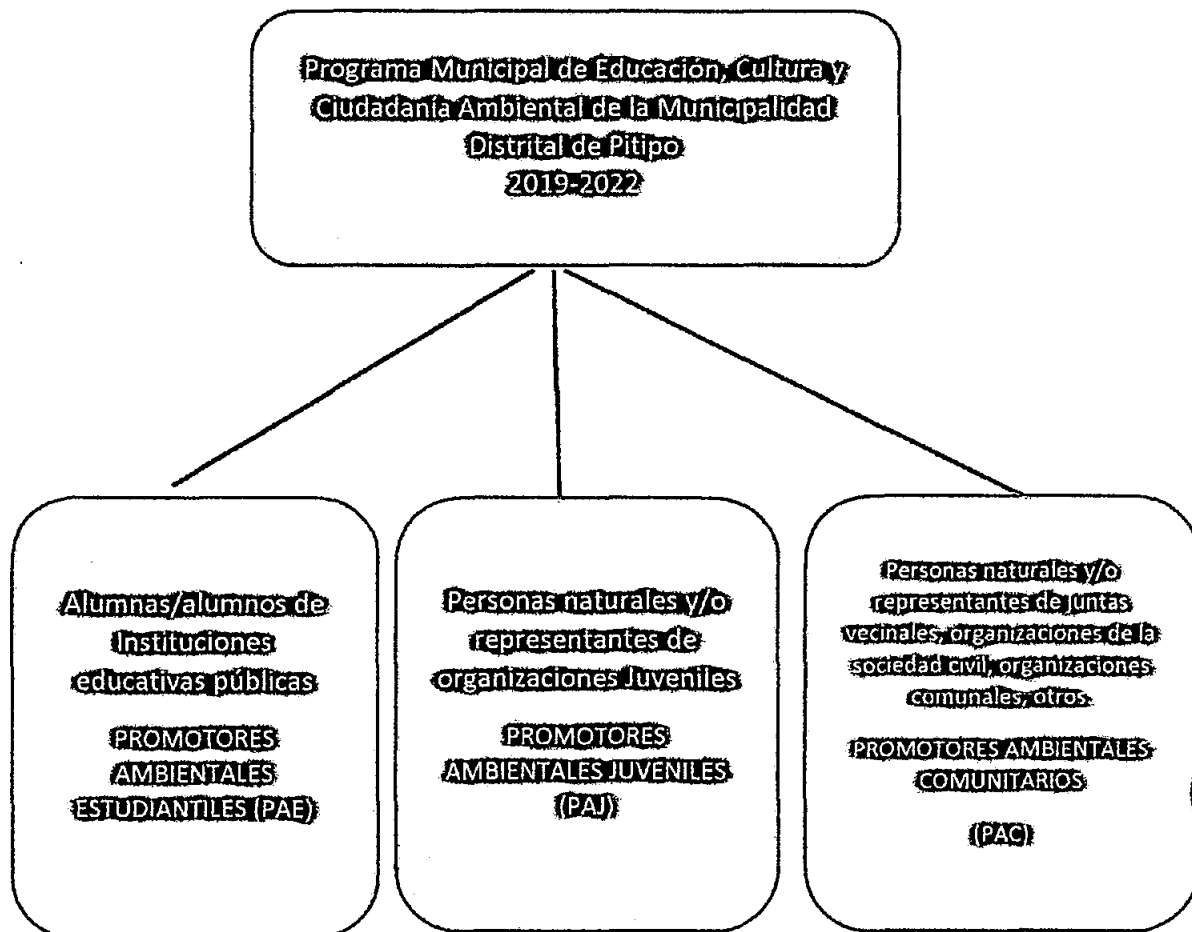 Programa Municipal de Educación, Cultura y
Ciudadanía Ambiental de la Municipalidad
Distrital de Pitipo
2019-2022
Alumnas/alumnos de
Instituciones
educativas públicas
PROMOTORES
AMBIENTALES
ESTUDIANTILES (PAE)
Personas naturales y/o
representantes de
organizaciones Juveniles
PROMOTORES
AMBIENTALES JUVENILES
(PAJ)
Personas naturales y/o
representantes de juntas
vecinales, organizaciones de la
sociedad civil, organizaciones
comunales, otros.
PROMOTORES AMBIENTALES
COMUNITARIOS
(PAC)